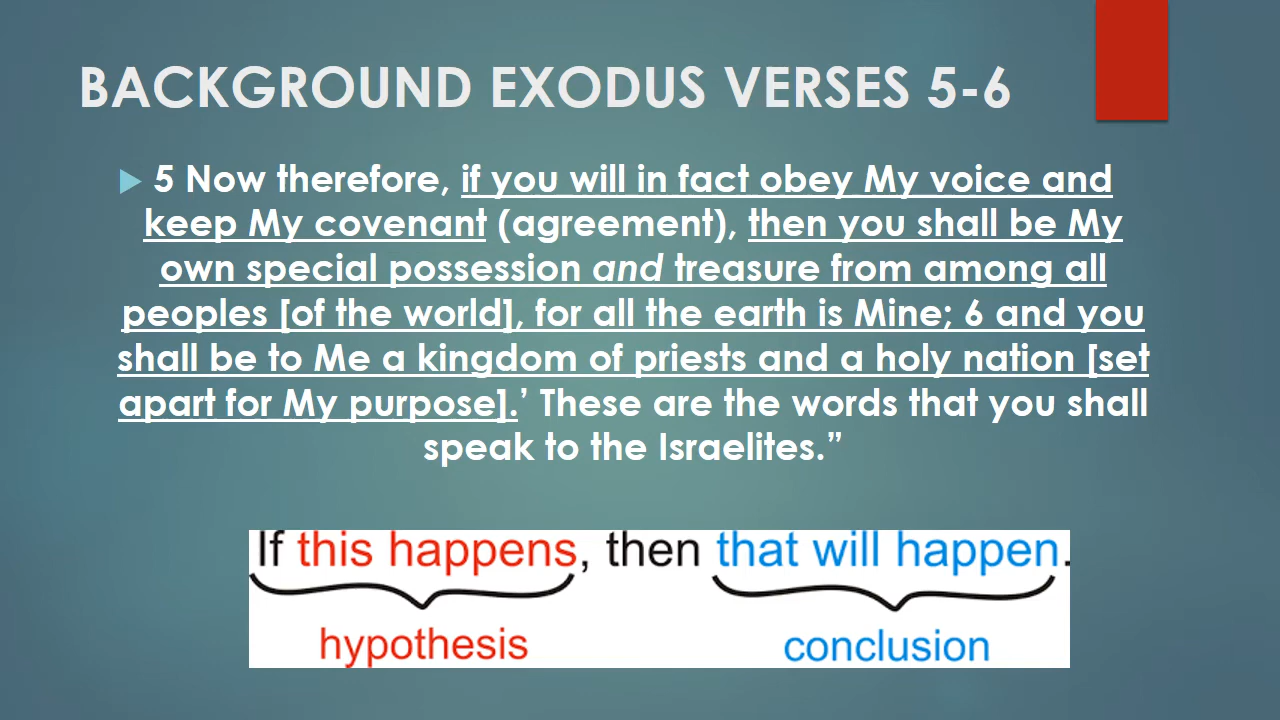 BACKGROUND EXODUS VERSES 5-6
5 Now therefore, if you will in fact obey My voice and
keep My covenant (agreement), then you shall be My
own special possession and treasure from among all
peoples [of the world], for all the earth is Mine; 6 and you
shall be to Me a kingdom of priests and a holy nation [set
apart for My purpose].’ These are the words that you shall
speak to the Israelites.”
If this happens, then that will happen.
hypothesis conclusion